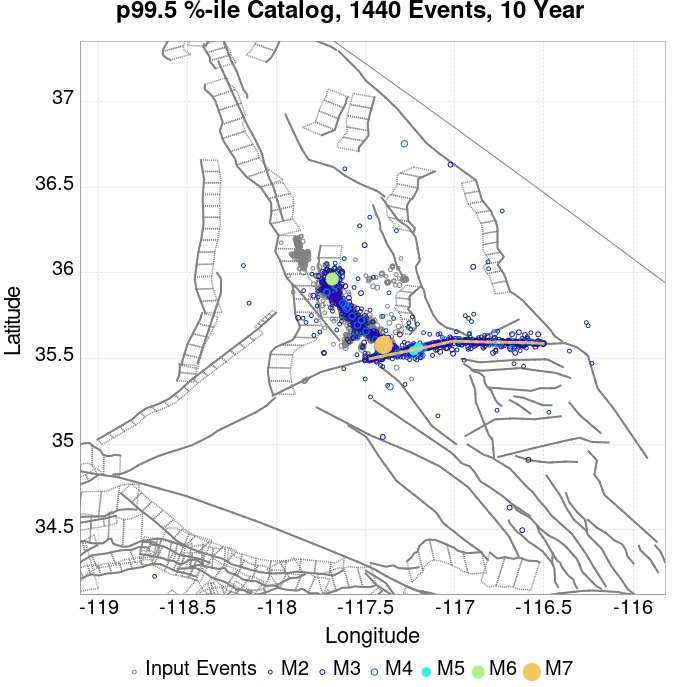 p99.5 %-ile Catalog, 1440 Events, 10 Year
37
36.5
36
35.5
35
34.5
Latitude
-119 -118.5 -118 -117.5 -117 -116.5 -116
Longitude
Input Events M2 M3 M4 M5 M6 M7